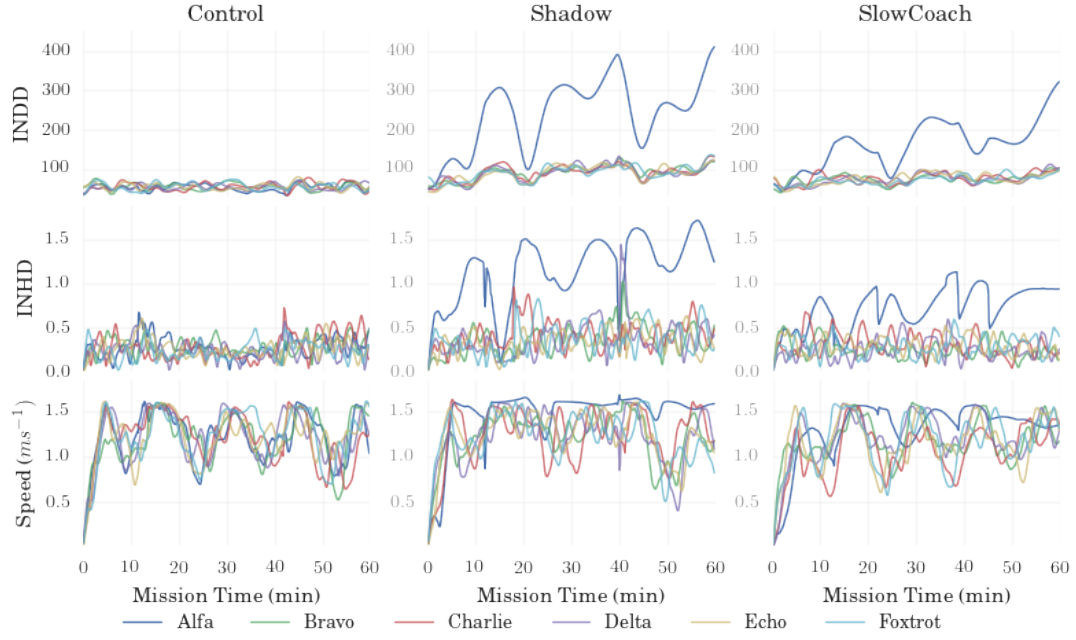 Control Shadow SlowCoach
INDD
400 400 400
300 300 300
200 200 200
100 100 100
INHD
1.5 1.5 1.5
1.0 1.0 1.0
0.5 0.5 0.5
0.0 0.0 0.0
Speed (ms⁻¹)
1.5 1.5 1.5
1.0 1.0 1.0
0.5 0.5 0.5
0 10 20 30 40 50 60 0 10 20 30 40 50 60 0 10 20 30 40 50 60
Mission Time (min) Mission Time (min) Mission Time (min)
Alfa Bravo Charlie Delta Echo Foxtrot